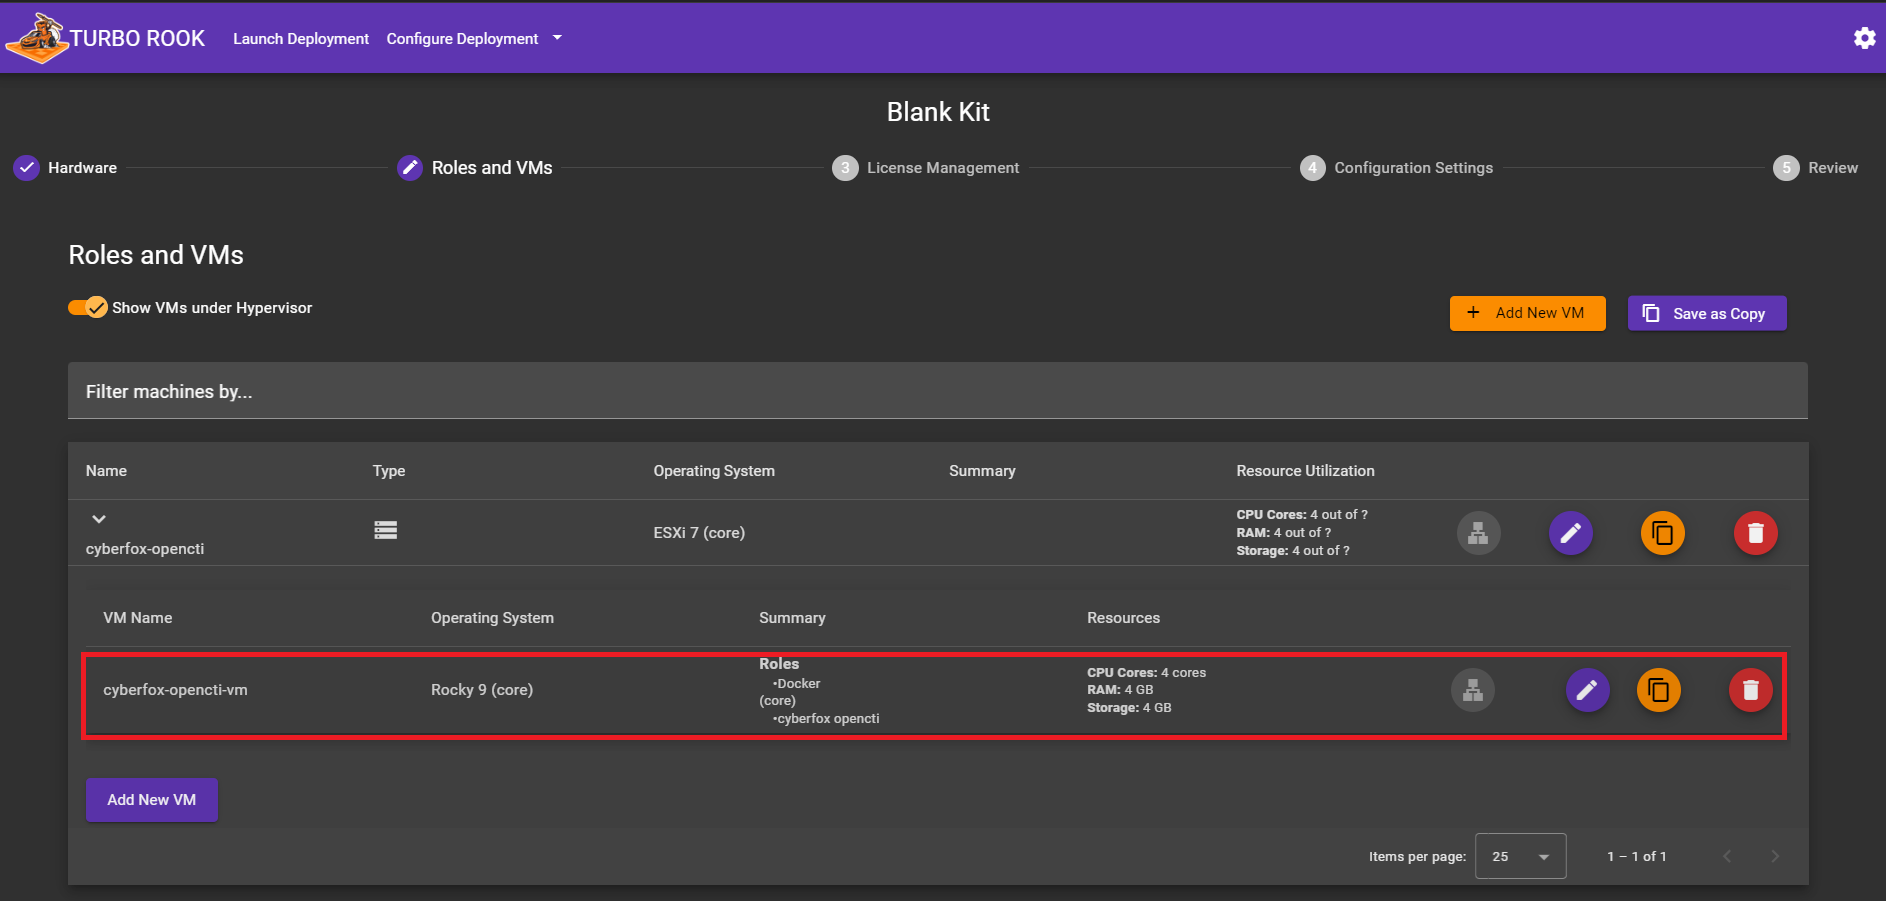 TURBO ROOK Launch Deployment Configure Deployment
Blank Kit
Hardware Roles and VMs 3 License Management 4 Configuration Settings 5 Review
Roles and VMs
Show VMs under Hypervisor
+ Add New VM Save as Copy
Filter machines by...
Name Type Operating System Summary Resource Utilization
cyberfox-opencti ESXi 7 (core)
CPU Cores: 4 out of ?
RAM: 4 out of ?
Storage: 4 out of ?
VM Name Operating System Summary Resources
cyberfox-opencti-vm Rocky 9 (core)
Roles
•Docker
(core)
•cyberfox opencti
CPU Cores: 4 cores
RAM: 4 GB
Storage: 4 GB
Add New VM
Items per page: 25 1 – 1 of 1